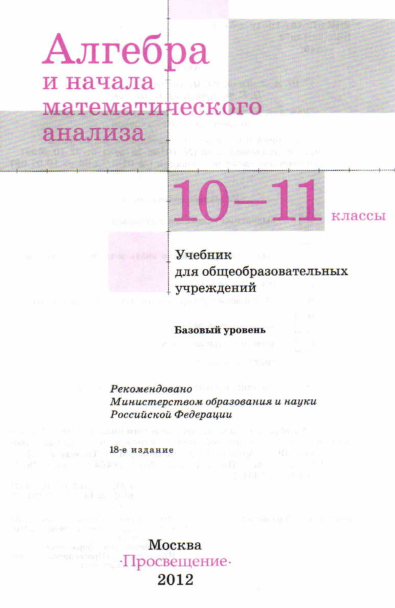 Алгебра
и начала
математического
анализа
10—11 классы
Учебник
для общеобразовательных
учреждений
Базовый уровень
Рекомендовано
Министерством образования и науки
Российской Федерации
18-е издание
Москва
·Просвещение·
2012